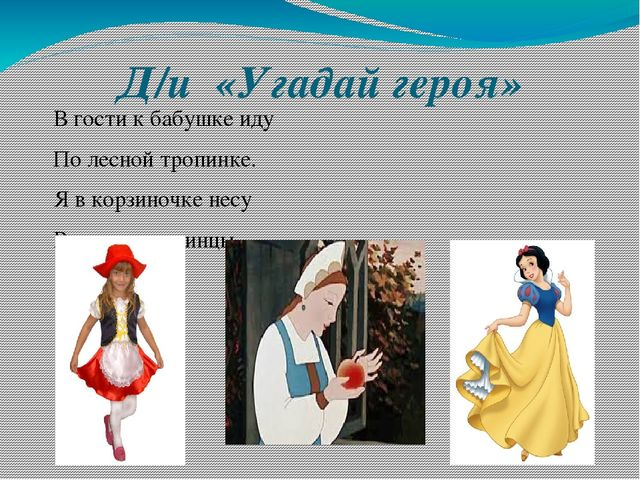 Д/и «Угадай героя»
В гости к бабушке иду
По лесной тропинке.
Я в корзиночке несу